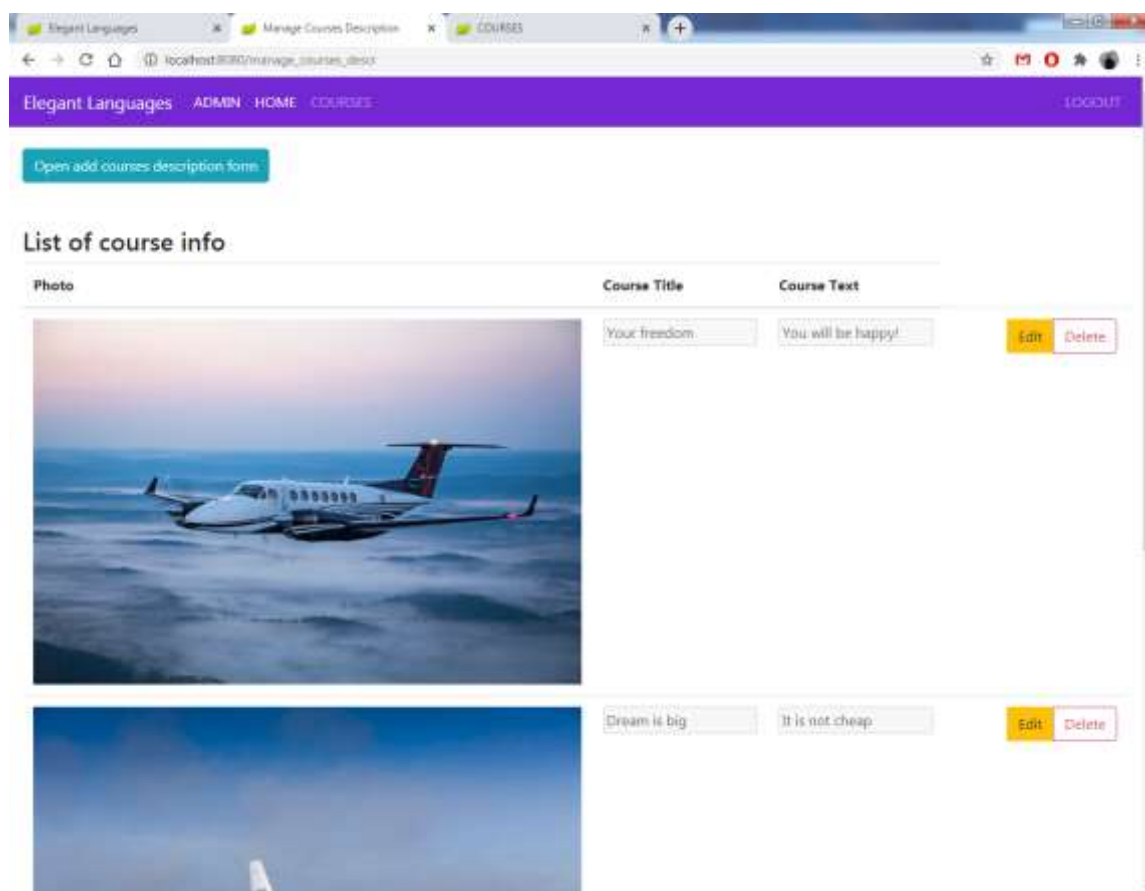 Elegant Languages Manage Courses Description COURSES
localhost:8080/manage_courses_descr
Elegant Languages ADMIN HOME COURSES LOGOUT
Open add courses description form
List of course info
Photo Course Title Course Text
Your freedom You will be happy! Edit Delete
Dream is big It is not cheap Edit Delete